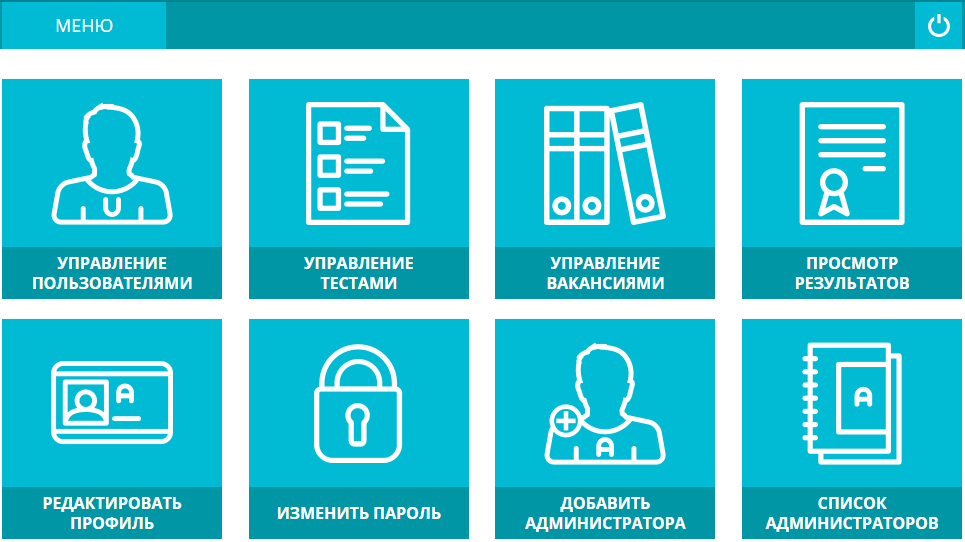 МЕНЮ
УПРАВЛЕНИЕ
ПОЛЬЗОВАТЕЛЯМИ
УПРАВЛЕНИЕ
ТЕСТАМИ
УПРАВЛЕНИЕ
ВАКАНСИЯМИ
ПРОСМОТР
РЕЗУЛЬТАТОВ
U
A
A
A
РЕДАКТИРОВАТЬ
ПРОФИЛЬ
ИЗМЕНИТЬ ПАРОЛЬ
ДОБАВИТЬ
АДМИНИСТРАТОРА
СПИСОК
АДМИНИСТРАТОРОВ